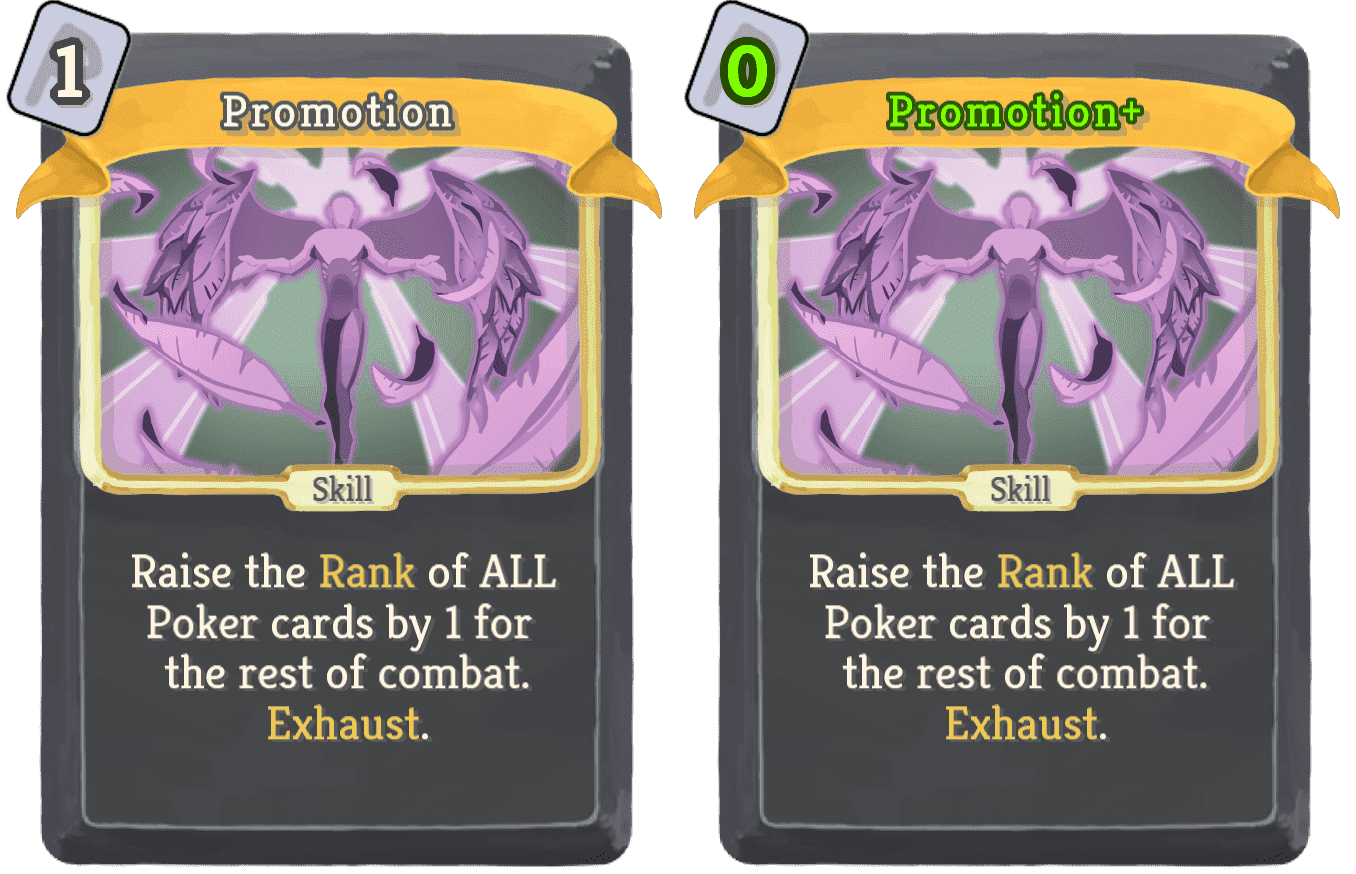 1
Promotion
Skill
Raise the Rank of ALL
Poker cards by 1 for
the rest of combat.
Exhaust.
0
Promotion+
Skill
Raise the Rank of ALL
Poker cards by 1 for
the rest of combat.
Exhaust.